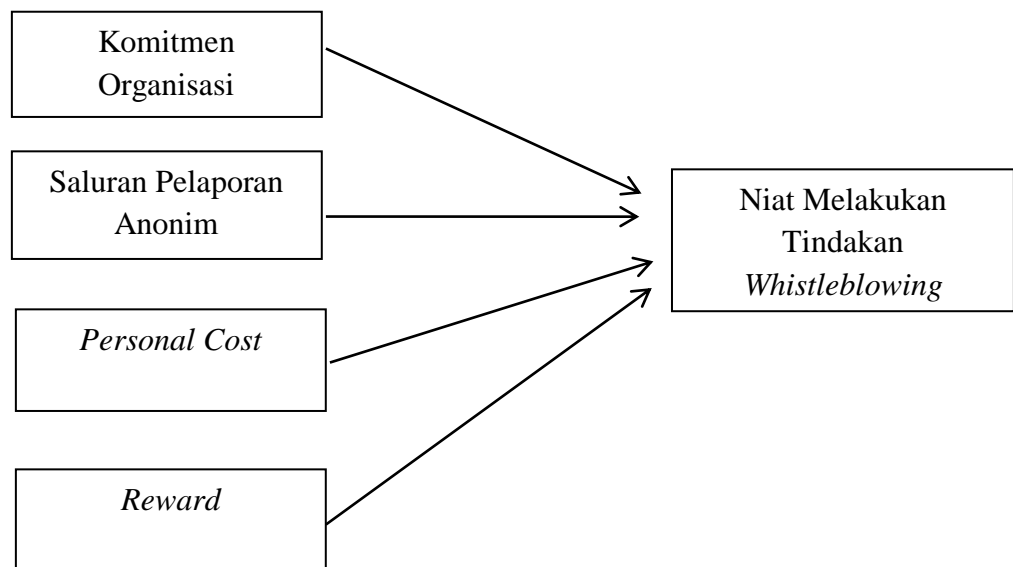 Komitmen
Organisasi
Saluran Pelaporan
Anonim
Personal Cost
Reward
Niat Melakukan
Tindakan
Whistleblowing